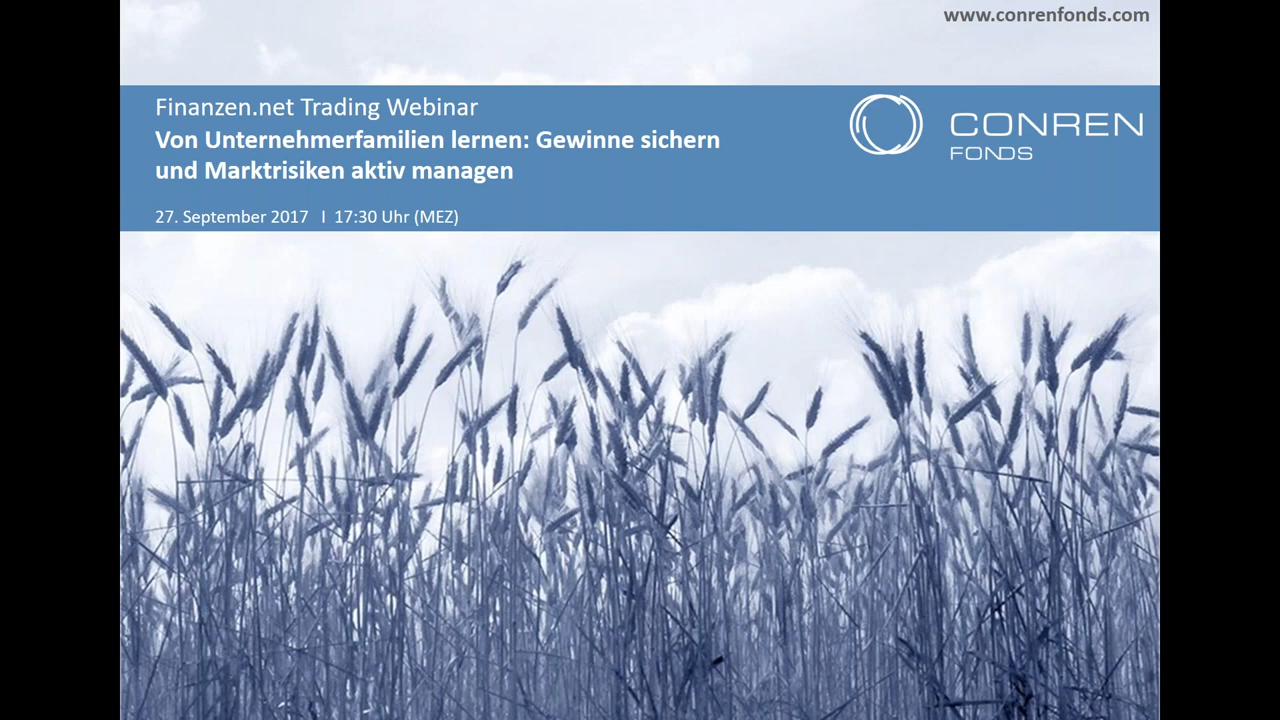 www.conrenfonds.com
Finanzen.net Trading Webinar
Von Unternehmerfamilien lernen: Gewinne sichern
und Marktrisiken aktiv managen
27. September 2017 I 17:30 Uhr (MEZ)
CONREN
FONDS